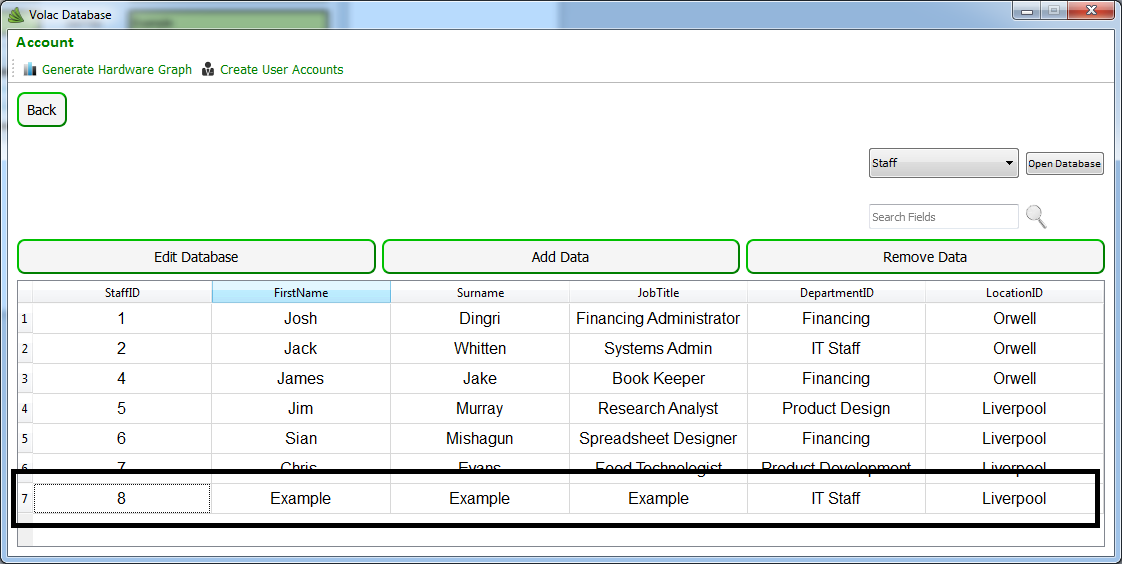 Volac Database
Account
Generate Hardware Graph Create User Accounts
Back
Staff Open Database
Search Fields
Edit Database Add Data Remove Data
StaffID FirstName Surname JobTitle DepartmentID LocationID
1 1 Josh Dingri Financing Administrator Financing Orwell
2 2 Jack Whitten Systems Admin IT Staff Orwell
3 4 James Jake Book Keeper Financing Orwell
4 5 Jim Murray Research Analyst Product Design Liverpool
5 6 Sian Mishagun Spreadsheet Designer Financing Liverpool
6 7 Chris Evans Food Technologist Product Development Liverpool
7 8 Example Example Example IT Staff Liverpool